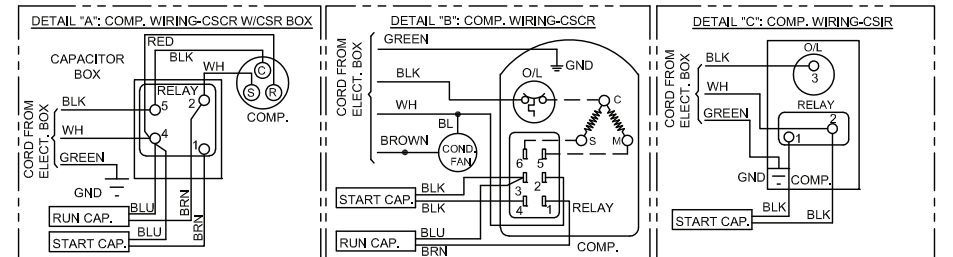 DETAIL "A": COMP. WIRING-CSCR W/CSR BOX
RED
BLK
WH
CAPACITOR
BOX
RELAY
C
S
R
COMP.
5
2
4
1
CORD FROM
ELECT. BOX
BLK
WH
GREEN
GND
RUN CAP.
BLU
BRN
START CAP.
BLU
BRN
DETAIL "B": COMP. WIRING-CSCR
CORD FROM
ELECT. BOX
GREEN
GND
BLK
O/L
WH
BL
BROWN
COND.
FAN
C
S
M
6
5
3
2
4
1
RELAY
START CAP.
BLK
BLK
RUN CAP.
BLU
BRN
COMP.
DETAIL "C": COMP. WIRING-CSIR
CORD FROM
ELECT. BOX
BLK
WH
GREEN
O/L
3
RELAY
2
1
GND
COMP.
START CAP.
BLK
BLK